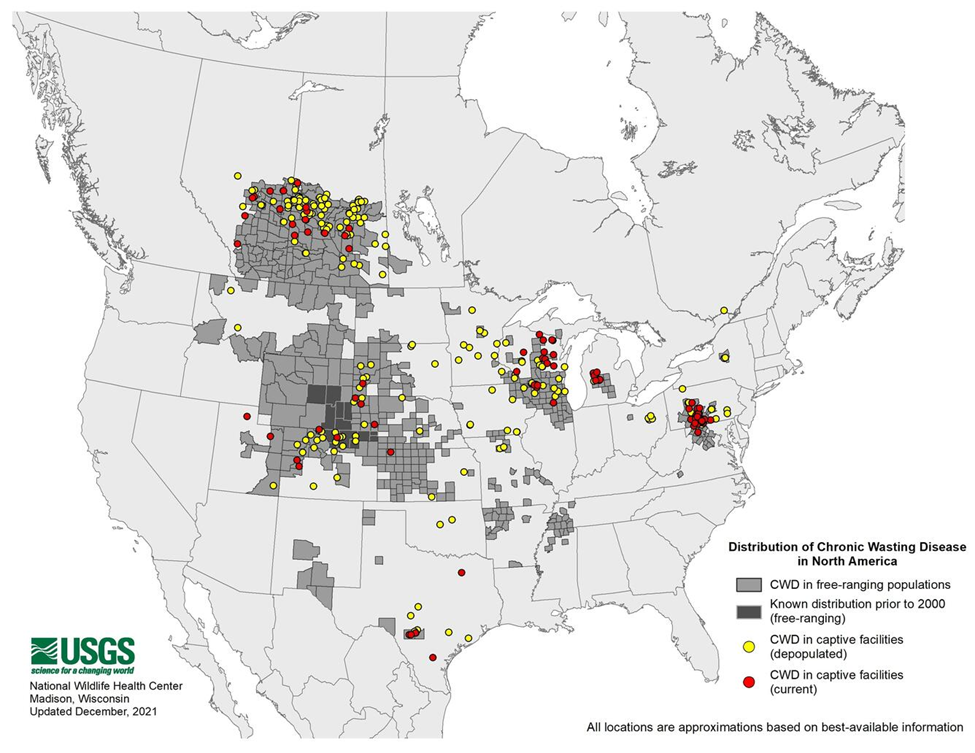 Distribution of Chronic Wasting Disease
in North America
CWD in free-ranging populations
Known distribution prior to 2000
(free-ranging)
CWD in captive facilities
(depopulated)
CWD in captive facilities
(current)
USGS
science for a changing world
National Wildlife Health Center
Madison, Wisconsin
Updated December, 2021
All locations are approximations based on best-available information